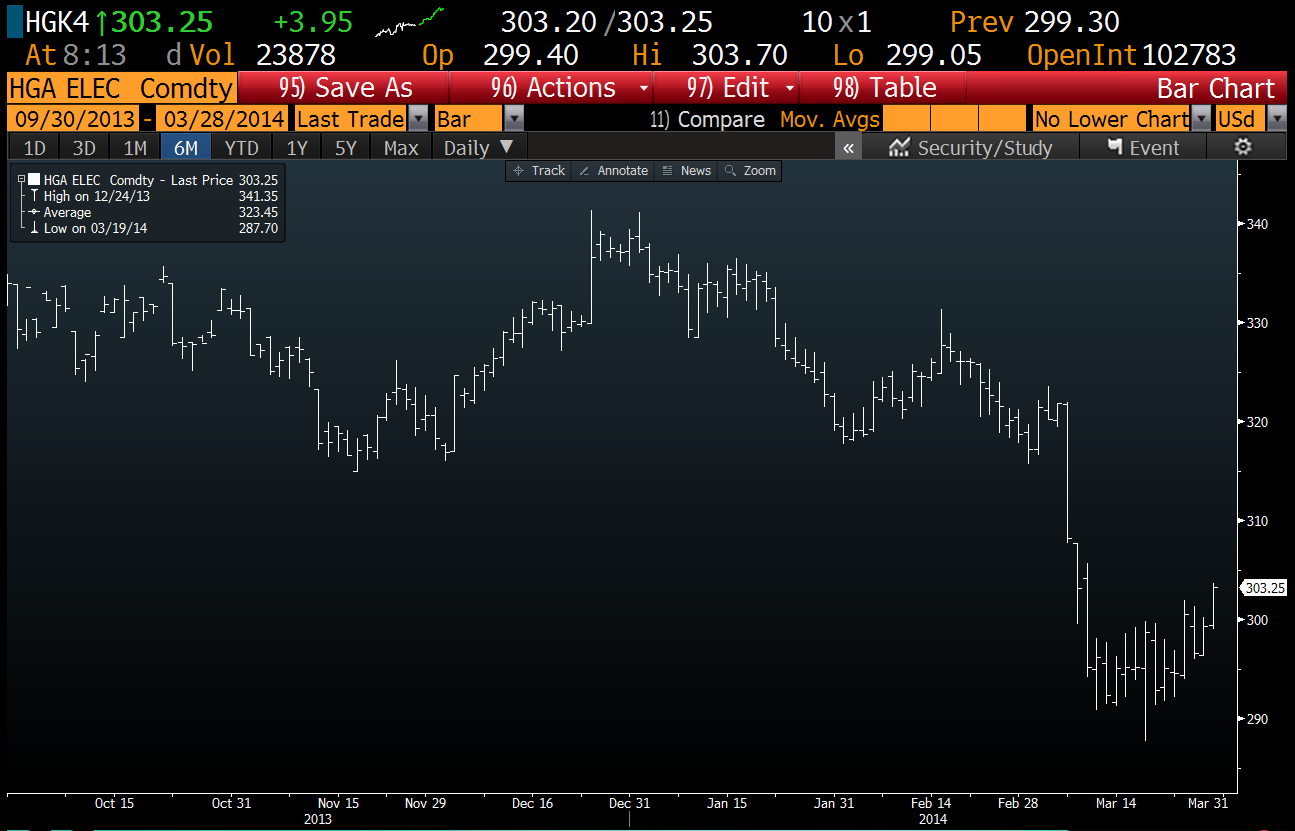 HGK4 ↑303.25 +3.95 303.20 /303.25 10 x 1 Prev 299.30
At 8:13 d Vol 23878 Op 299.40 Hi 303.70 Lo 299.05 OpenInt 102783
HGA ELEC Comdty 95) Save As 96) Actions 97) Edit 98) Table Bar Chart
09/30/2013 - 03/28/2014 Last Trade Bar 11) Compare Mov. Avgs No Lower Chart USd
1D 3D 1M 6M YTD 1Y 5Y Max Daily ▼ « Security/Study Event
Track Annotate News Zoom
HGA ELEC Comdty - Last Price 303.25
High on 12/24/13 341.35
Average 323.45
Low on 03/19/14 287.70
340
330
320
310
303.25
300
290
Oct 15 Oct 31 Nov 15 Nov 29 Dec 16 Dec 31 Jan 15 Jan 31 Feb 14 Feb 28 Mar 14 Mar 31
2013 2014